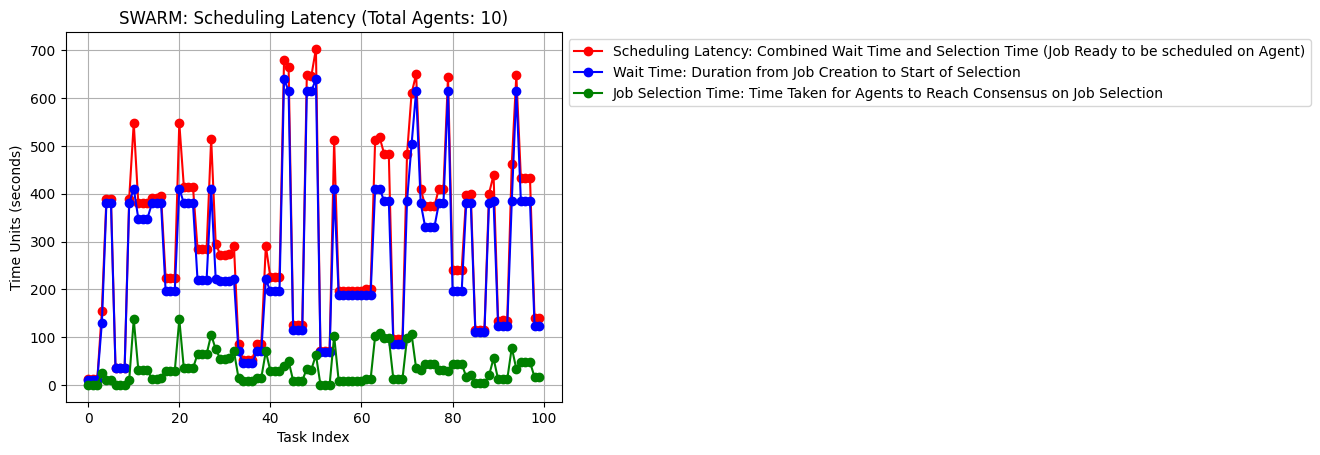 SWARM: Scheduling Latency (Total Agents: 10)
Scheduling Latency: Combined Wait Time and Selection Time (Job Ready to be scheduled on Agent)
Wait Time: Duration from Job Creation to Start of Selection
Job Selection Time: Time Taken for Agents to Reach Consensus on Job Selection
Time Units (seconds)
700
600
500
400
300
200
100
0
0 20 40 60 80 100
Task Index